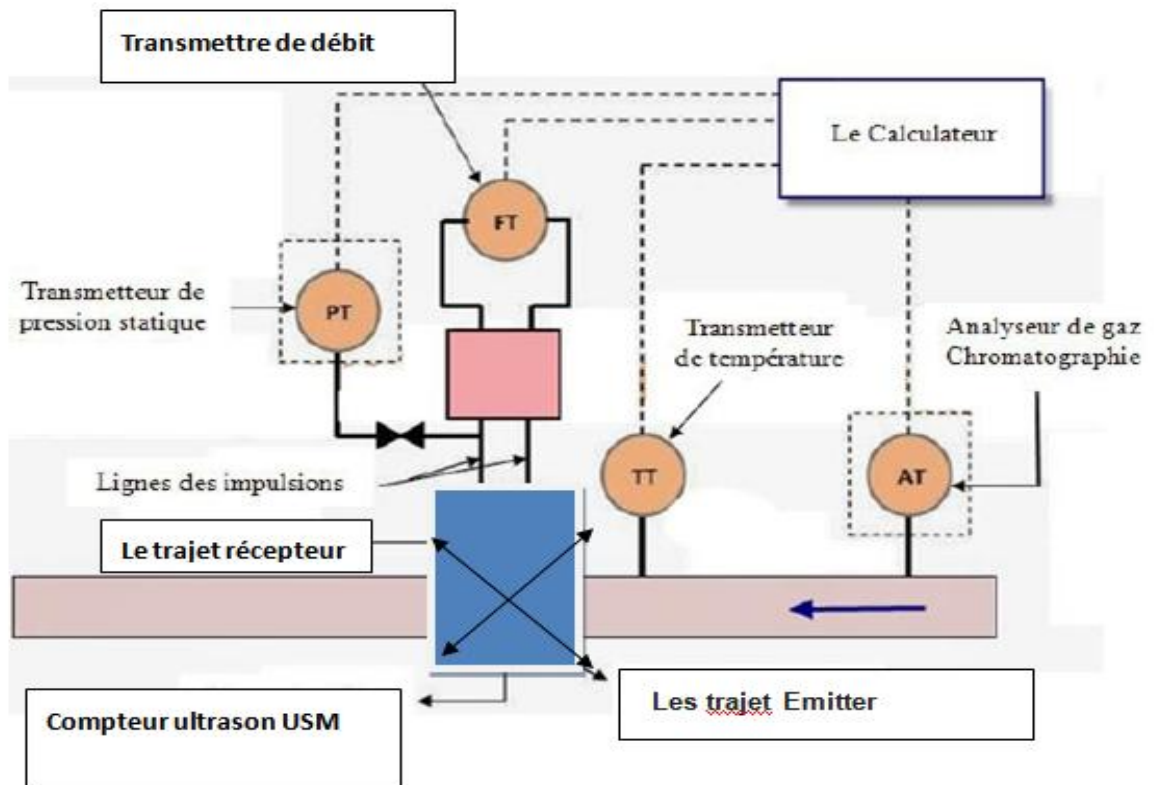 Transmettre de débit
Le Calculateur
FT
Transmetteur de
pression statique
PT
Transmetteur
de température
Analyseur de gaz
Chromatographie
Lignes des impulsions
TT
AT
Le trajet récepteur
Les trajet Emitter
Compteur ultrason USM